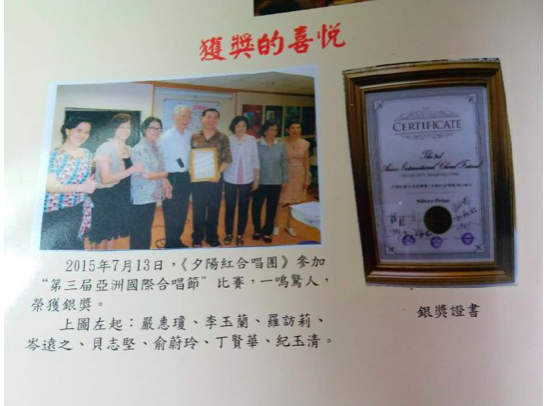 獲獎的喜悅
CERTIFICATE
The 3rd
Silver Prize
2015年7月13日，《夕陽紅合唱團》參加
“第三屆亞洲國際合唱節”比賽，一鳴驚人，
榮獲銀獎。
上圖左起：嚴惠瓊、李玉蘭、羅訪莉、
岑遠之、貝志堅、俞蔚玲、丁賢華、紀玉清。
銀獎證書